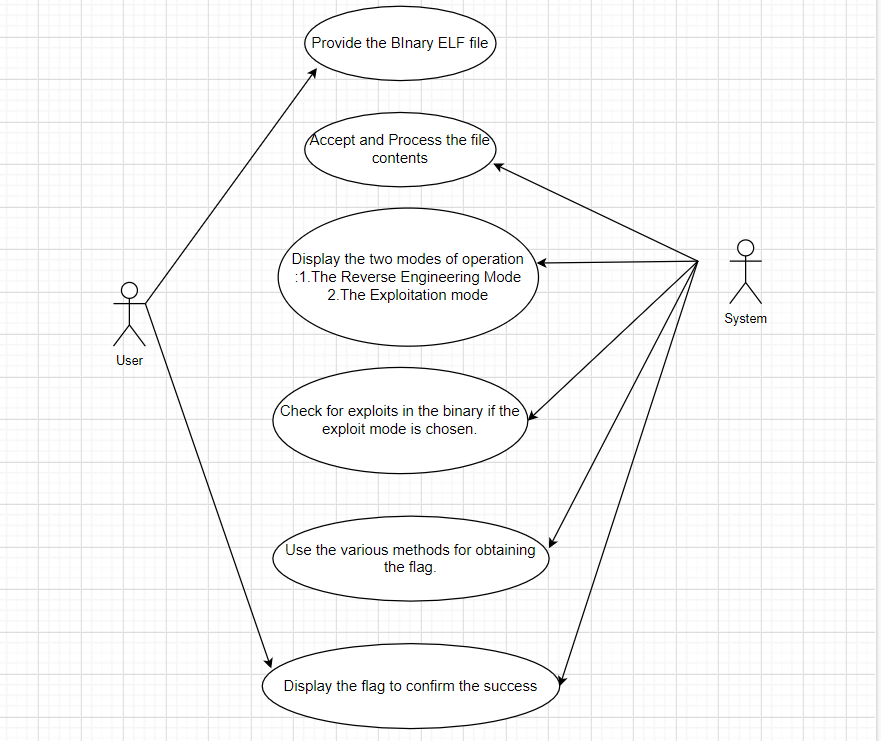 Provide the BInary ELF file
Accept and Process the file
contents
Display the two modes of operation
:1.The Reverse Engineering Mode
2.The Exploitation mode
User
System
Check for exploits in the binary if the
exploit mode is chosen.
Use the various methods for obtaining
the flag.
Display the flag to confirm the success